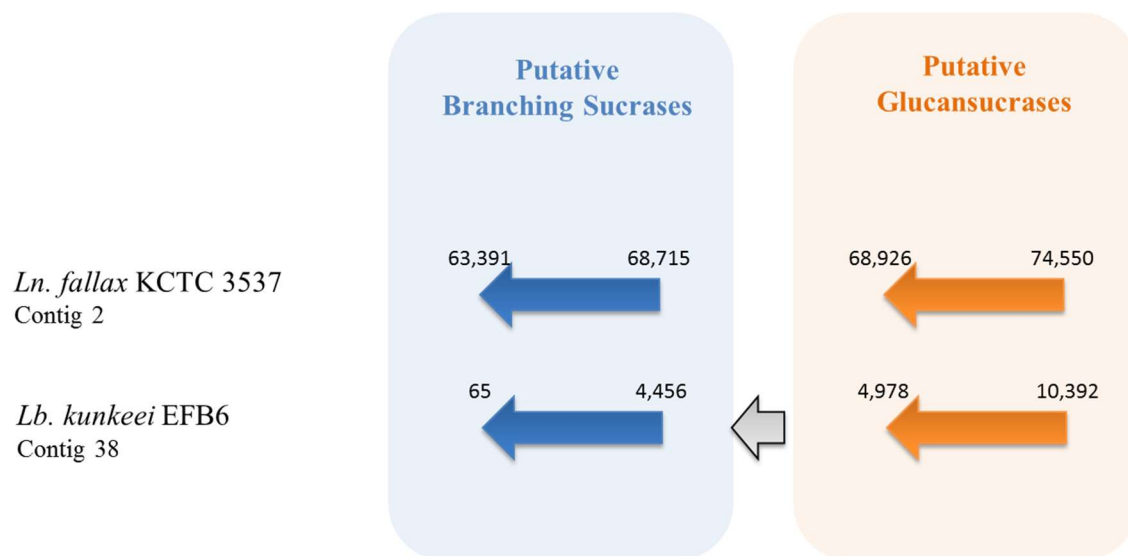 Putative
Branching Sucrases
Putative
Glucansucrases
63,391 68,715 68,926 74,550
Ln. fallax KCTC 3537
Contig 2
65 4,456 4,978 10,392
Lb. kunkeei EFB6
Contig 38